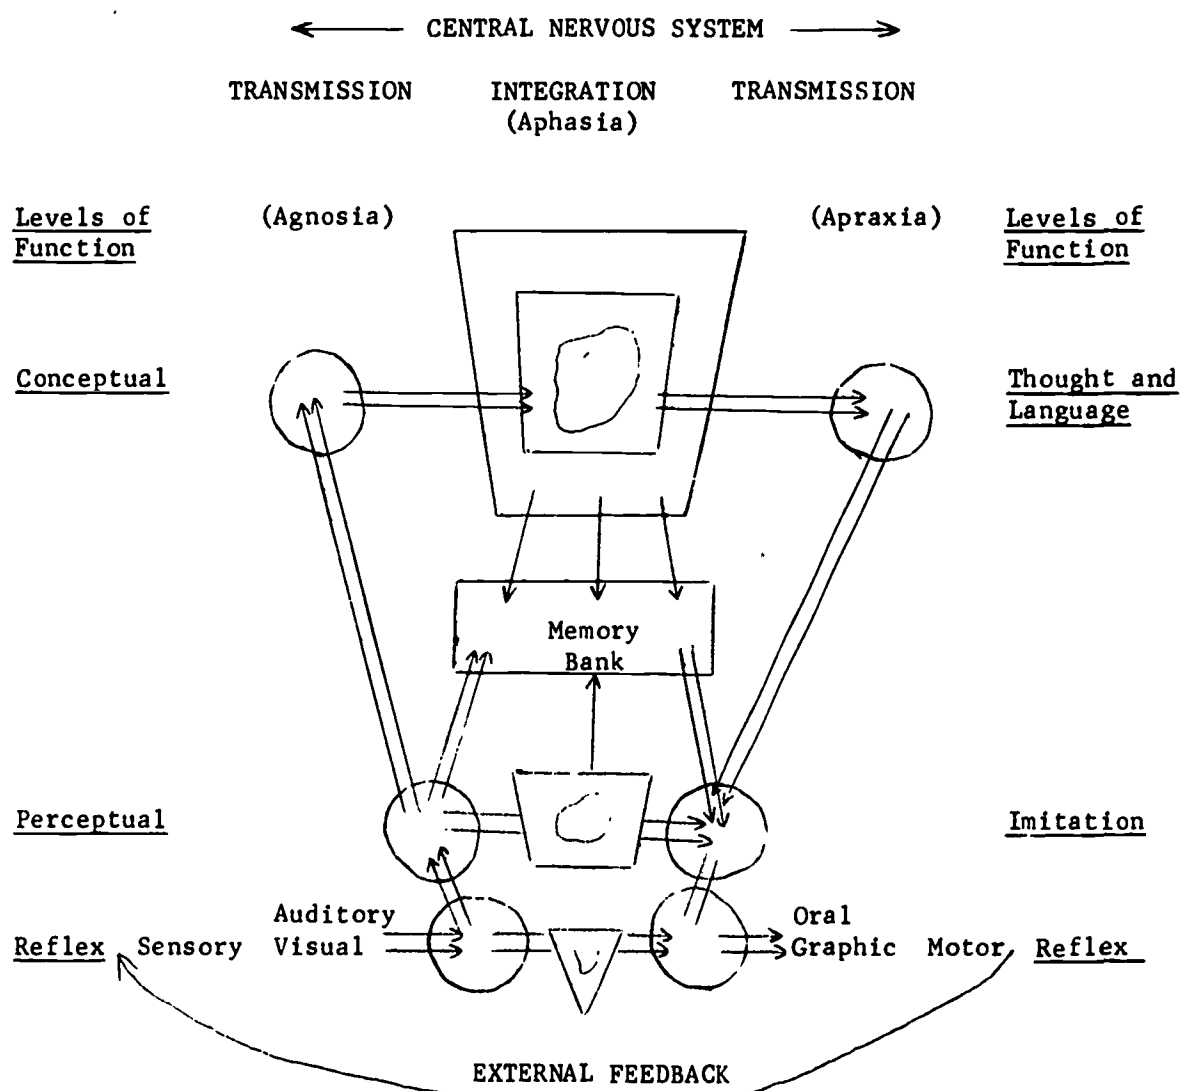 CENTRAL NERVOUS SYSTEM
TRANSMISSION INTEGRATION TRANSMISSION
(Aphasia)
Levels of (Agnosia) (Apraxia) Levels of
Function Function
Conceptual Thought and
Language
Memory
Bank
Perceptual Imitation
Auditory Oral
Reflex Sensory Visual Graphic Motor Reflex
EXTERNAL FEEDBACK